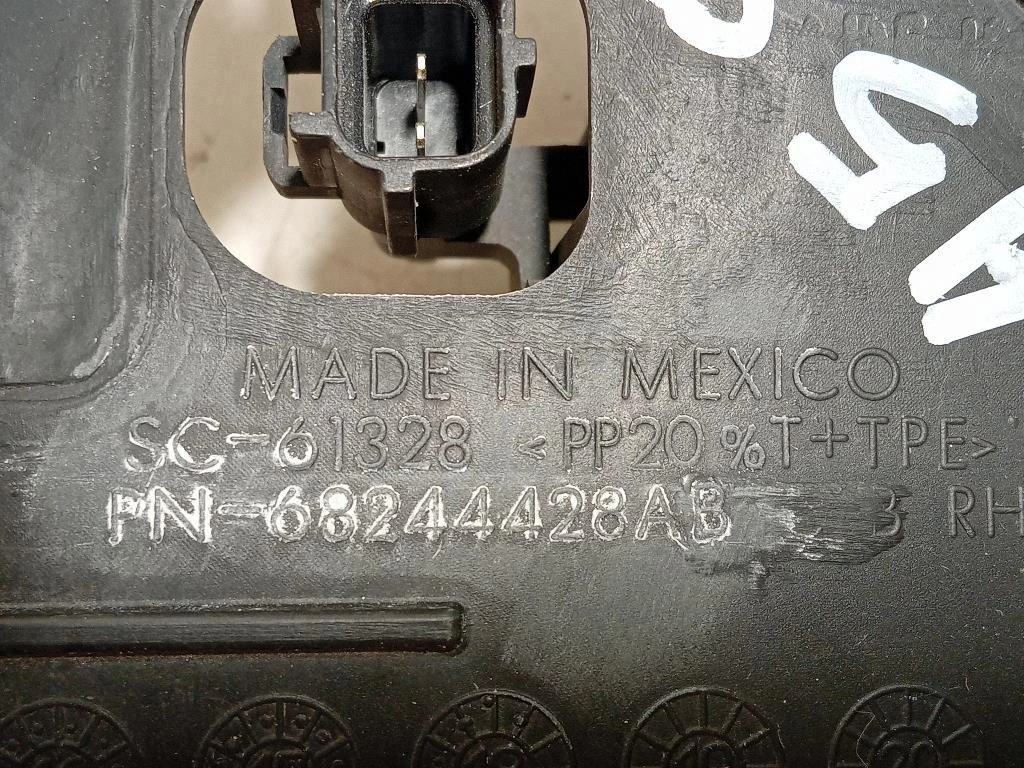 MADE IN MEXICO
SC-61328 <PP20%T+TPE>
PN-68244428AB B RH